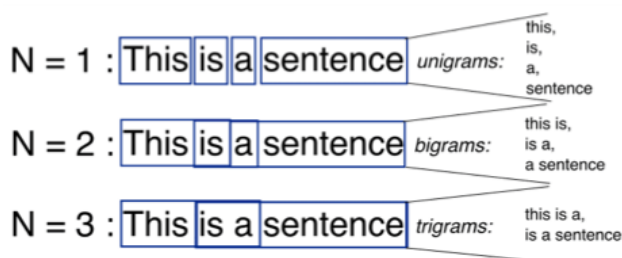 N = 1 : This is a sentence unigrams: this,
is,
a,
sentence
N = 2 : This is a sentence bigrams: this is,
is a,
a sentence
N = 3 : This is a sentence trigrams: this is a,
is a sentence